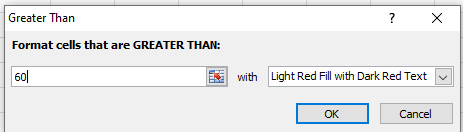 Greater Than
Format cells that are GREATER THAN:
60 with Light Red Fill with Dark Red Text
OK Cancel